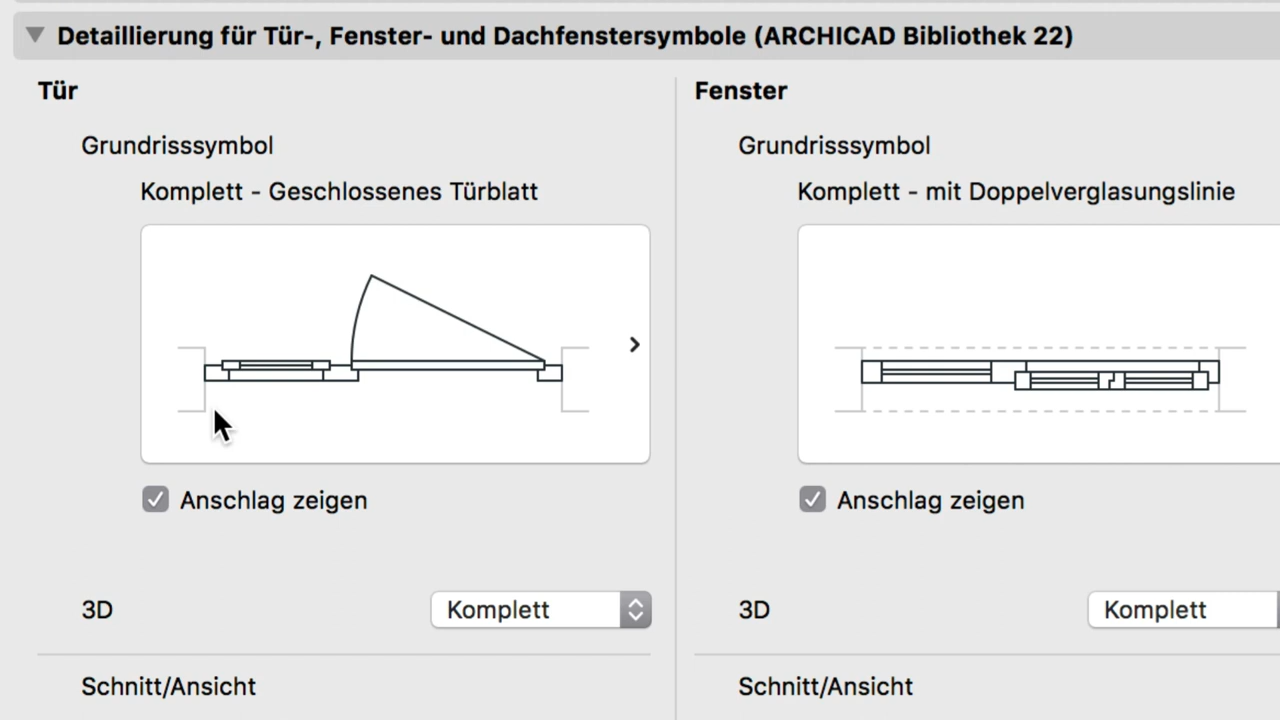 Detaillierung für Tür-, Fenster- und Dachfenstersymbole (ARCHICAD Bibliothek 22)
Tür
Grundrisssymbol
Komplett - Geschlossenes Türblatt
Anschlag zeigen
3D
Komplett
Schnitt/Ansicht
Fenster
Grundrisssymbol
Komplett - mit Doppelverglasungslinie
Anschlag zeigen
3D
Komplett
Schnitt/Ansicht